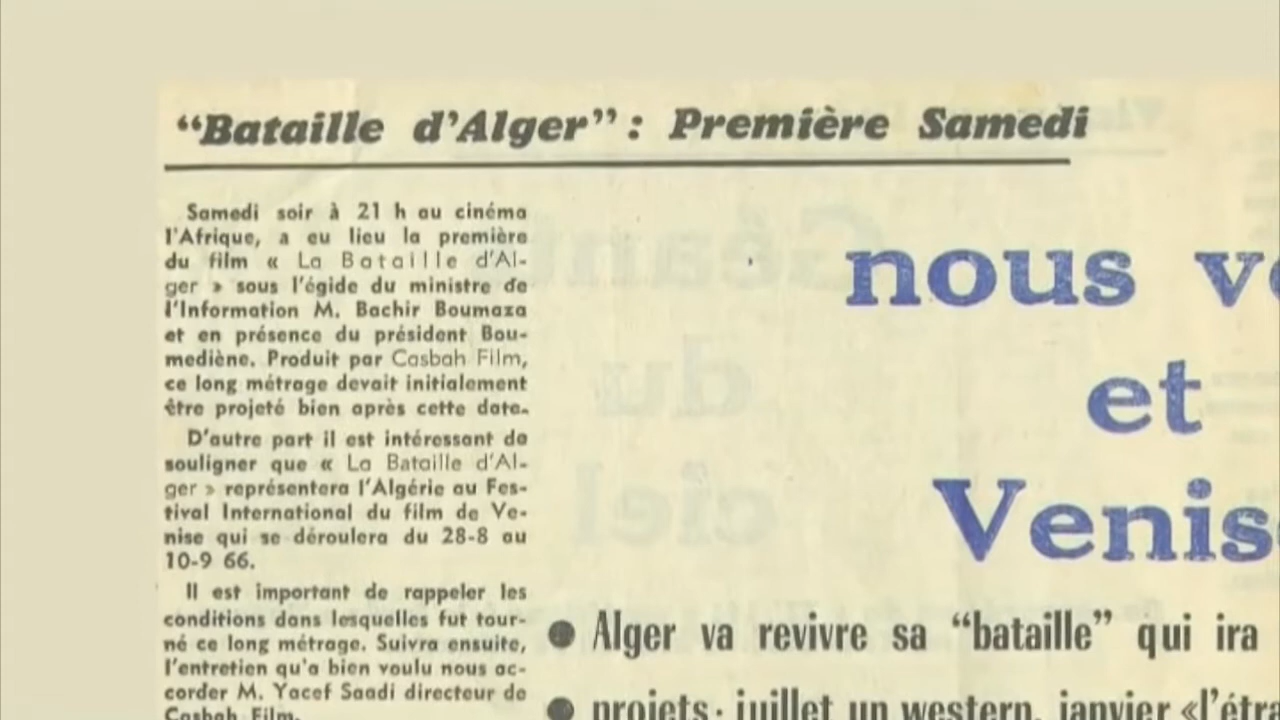 “Bataille d'Alger” : Première Samedi
Samedi soir à 21 h au cinéma
l'Afrique, a eu lieu la première
du film « La Bataille d'Al-
ger » sous l'égide du ministre de
l'Information M. Bachir Boumaza
et en présence du président Bou-
mediène. Produit par Casbah Film,
ce long métrage devait initialement
être projeté bien après cette date.
D'autre part il est intéressant de
souligner que « La Bataille d'Al-
ger » représentera l'Algérie au Fes-
tival International du film de Ve-
nise qui se déroulera du 28-8 au
10-9 66.
Il est important de rappeler les
conditions dans lesquelles fut tour-
né ce long métrage. Suivra ensuite,
l'entretien qu'a bien voulu nous ac-
corder M. Yacef Saadi directeur de
Casbah Film.
nous
et
● Alger va revivre sa “bataille” qui ira
● projets : juillet un western, janvier